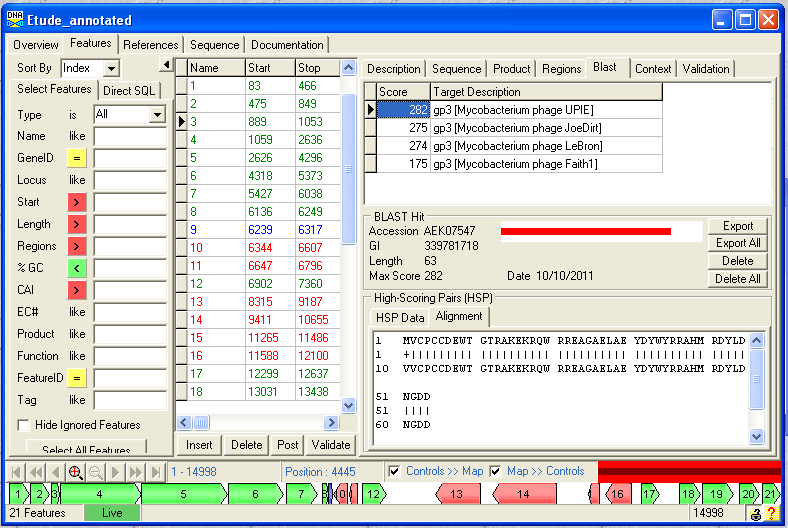 DNA Etude_annotated
Overview Features References Sequence Documentation
Sort By Index
Select Features Direct SQL
Type is All
Name like
GeneID =
Locus like
Start >
Length >
Regions >
% GC <
CAI >
EC# like
Product like
Function like
FeatureID =
Tag like
Hide Ignored Features
Select All Features
Name Start Stop
1 83 466
2 475 849
3 889 1053
4 1059 2636
5 2626 4296
6 4318 5373
7 5427 6038
8 6136 6249
9 6239 6317
10 6344 6607
11 6647 6796
12 6902 7360
13 8315 9187
14 9411 10655
15 11265 11486
16 11588 12100
17 12299 12637
18 13031 13438
Insert Delete Post Validate
Description Sequence Product Regions Blast Context Validation
Score Target Description
282 gp3 [Mycobacterium phage UPIE]
275 gp3 [Mycobacterium phage JoeDirt]
274 gp3 [Mycobacterium phage LeBron]
175 gp3 [Mycobacterium phage Faith1]
BLAST Hit
Accession AEK07547
GI 339781718
Length 63
Max Score 282 Date 10/10/2011
Export
Export All
Delete
Delete All
High-Scoring Pairs (HSP)
HSP Data Alignment
1 MVCPCCDEWT GTRAKEKRQW RREAGAELAE YDYWYRRAHM RDYLD
1 +||||||||| |||||||||| |||||||||| |||||||||| |||||
10 VVCPCCDEWT GTRAKEKRQW RREAGAELAE YDYWYRRAHM RDYLD
51 NGDD
51 ||||
60 NGDD
1 - 14998 Position : 4445 Controls >> Map Map >> Controls
1 2 3 4 5 6 7 8 12 13 14 16 17 18 19 20 21
21 Features Live 14998